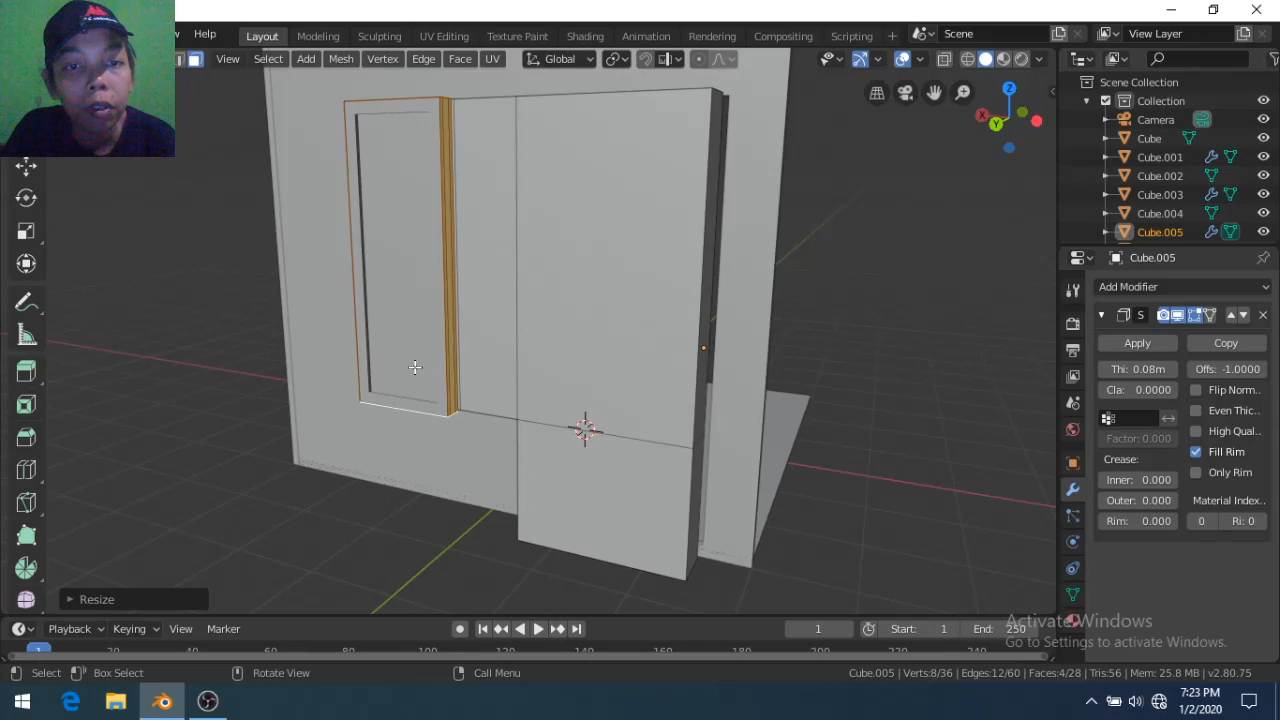 Help Layout Modeling Sculpting UV Editing Texture Paint Shading Animation Rendering Compositing Scripting + Scene View Layer
View Select Add Mesh Vertex Edge Face UV Global
Scene Collection
Collection
Camera
Cube
Cube.001
Cube.002
Cube.003
Cube.004
Cube.005
Z
X
Y
Cube.005
Add Modifier
S
Apply Copy
Thi: 0.08m Offs: -1.0000
Cla: 0.0000 Flip Norm..
Even Thic..
High Qual..
Factor: 0.000
Crease: Fill Rim
Inner: 0.000 Only Rim
Outer: 0.000 Material Index..
Rim: 0.000 0 Ri: 0
Resize
Activate Windows
Go to Settings to activate Windows.
Playback Keying View Marker 1 Start: 1 End: 250
1
Select Box Select Rotate View Call Menu Cube.005 | Verts:8/36 | Edges:12/60 | Faces:4/28 | Tris:56 | Mem: 25.8 MB | v2.80.75
7:23 PM
1/2/2020